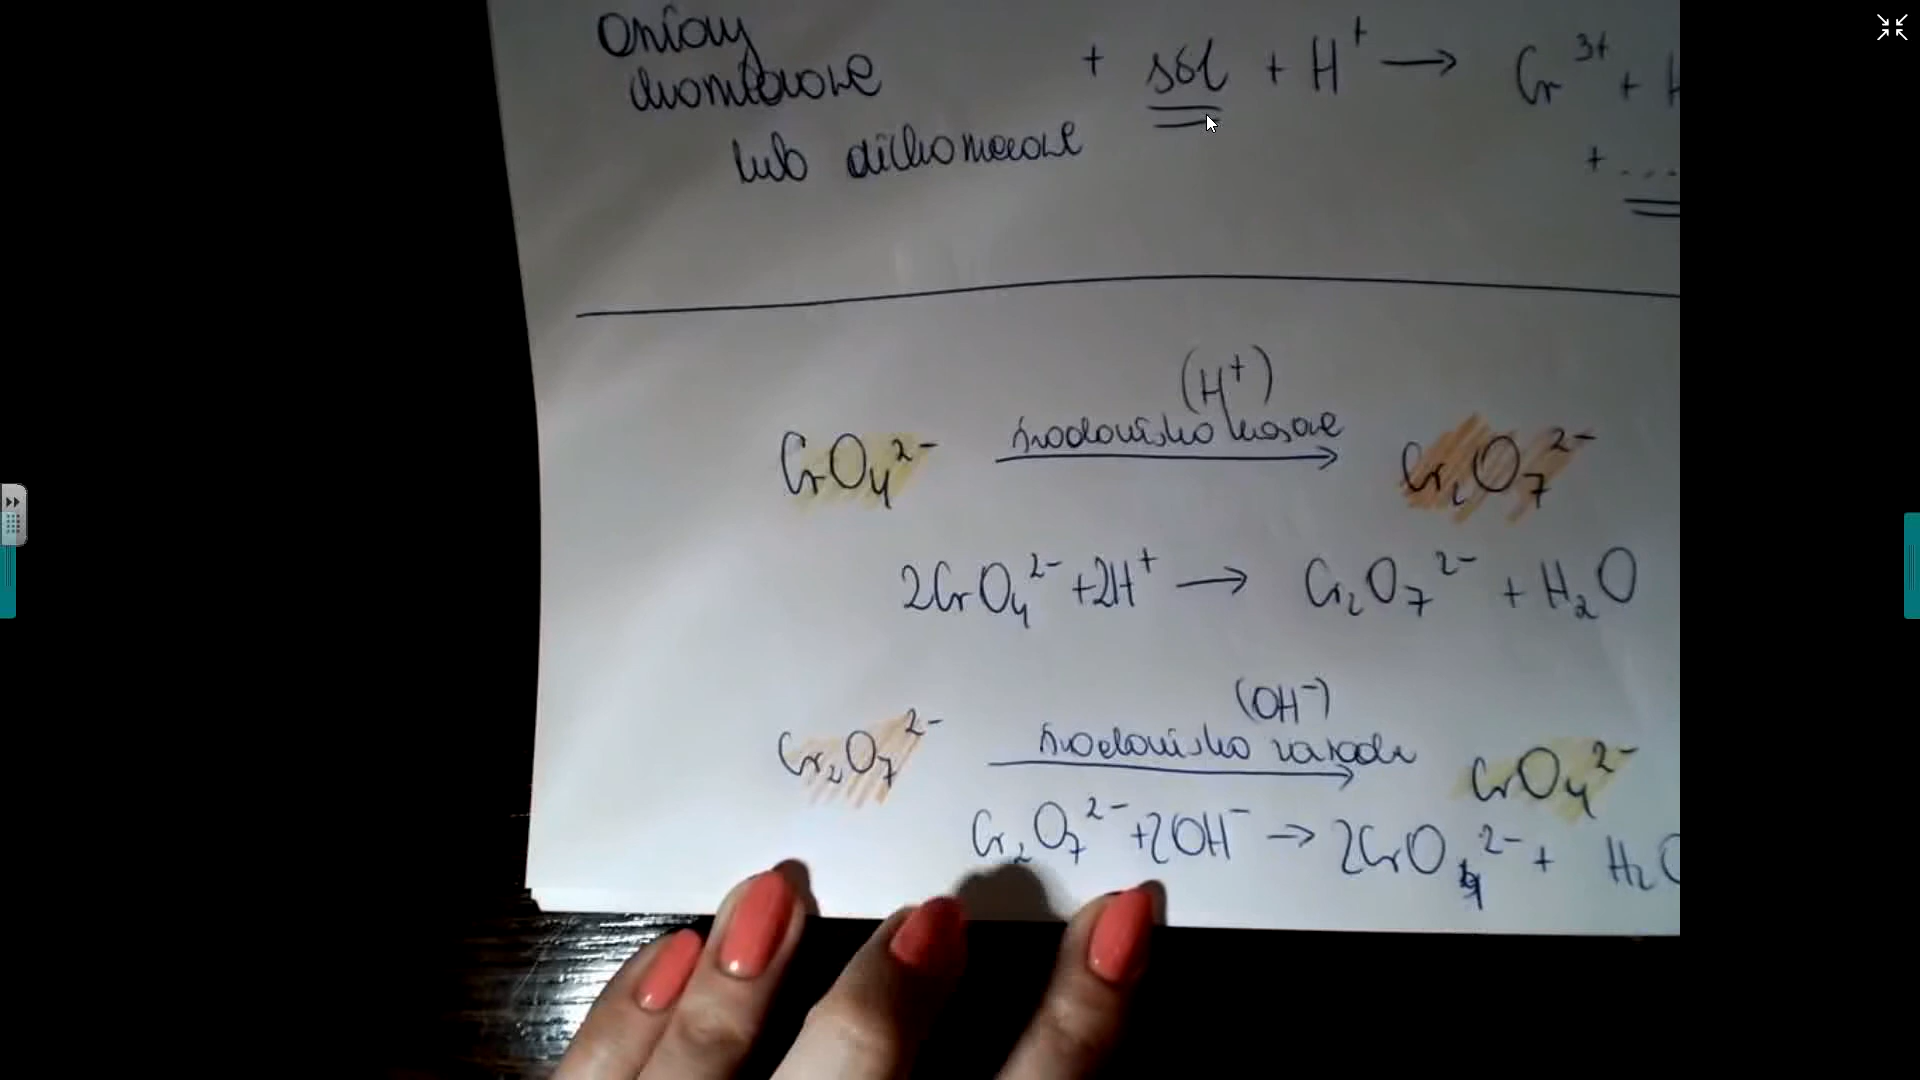 Aniony
chromianowe + sól + H⁺ → Cr³⁺ + H
lub dichromianowe + ....
(H⁺)
CrO₄²⁻ środowisko kwasowe → Cr₂O₇²⁻
2CrO₄²⁻ + 2H⁺ → Cr₂O₇²⁻ + H₂O
(OH⁻)
Cr₂O₇²⁻ środowisko zasad. → CrO₄²⁻
Cr₂O₇²⁻ + 2OH⁻ → 2CrO₄²⁻ + H₂O